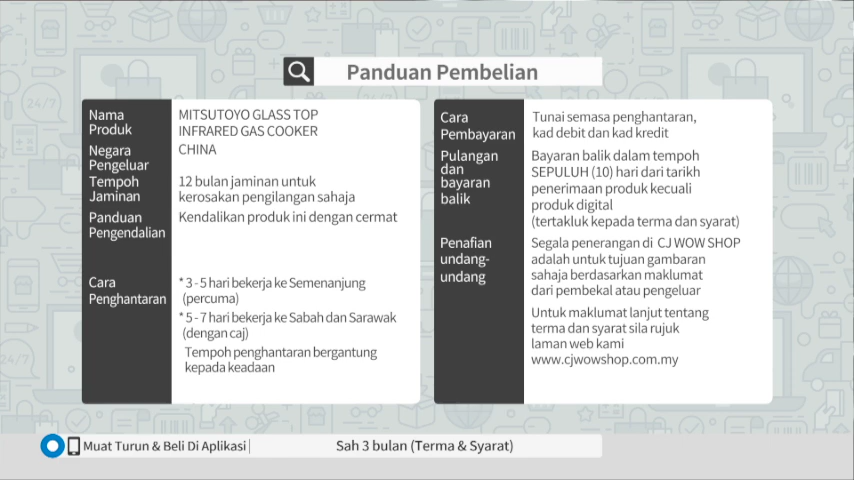 Panduan Pembelian
Nama
Produk
MITSUTOYO GLASS TOP
INFRARED GAS COOKER
Negara
Pengeluar
CHINA
Tempoh
Jaminan
12 bulan jaminan untuk
kerosakan pengilangan sahaja
Panduan
Pengendalian
Kendalikan produk ini dengan cermat
Cara
Penghantaran
* 3 - 5 hari bekerja ke Semenanjung
(percuma)
* 5 - 7 hari bekerja ke Sabah dan Sarawak
(dengan caj)
Tempoh penghantaran bergantung
kepada keadaan
Cara
Pembayaran
Tunai semasa penghantaran,
kad debit dan kad kredit
Pulangan
dan
bayaran
balik
Bayaran balik dalam tempoh
SEPULUH (10) hari dari tarikh
penerimaan produk kecuali
produk digital
(tertakluk kepada terma dan syarat)
Penafian
undang-
undang
Segala penerangan di CJ WOW SHOP
adalah untuk tujuan gambaran
sahaja berdasarkan maklumat
dari pembekal atau pengeluar
Untuk maklumat lanjut tentang
terma dan syarat sila rujuk
laman web kami
www.cjwowshop.com.my
Muat Turun & Beli Di Aplikasi
Sah 3 bulan (Terma & Syarat)
24/7
24/7